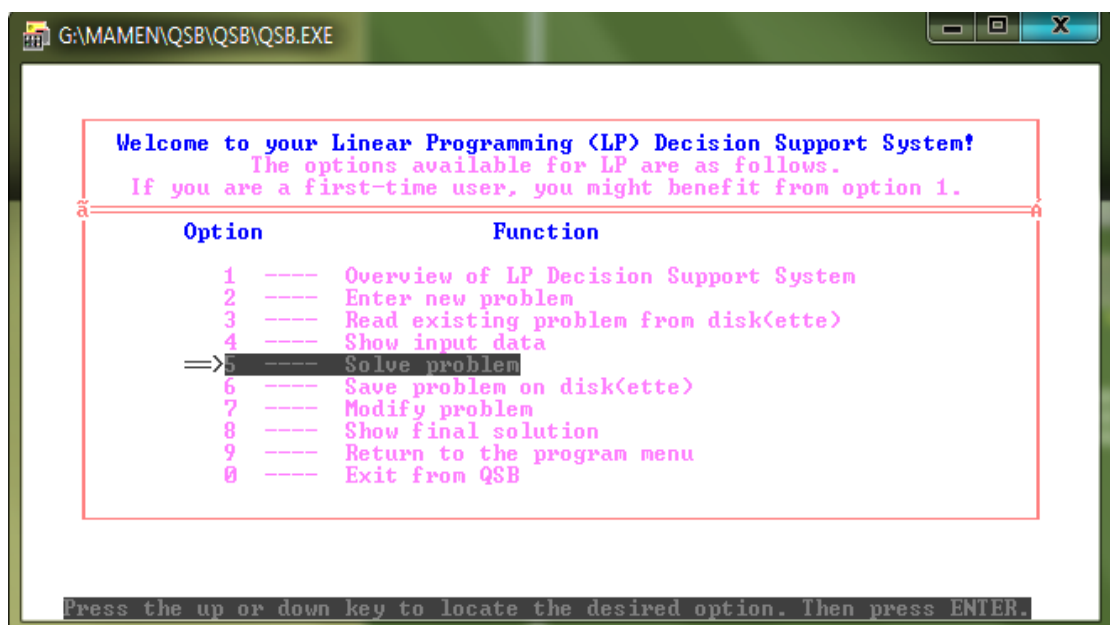 G:\MAMEN\QSB\QSB\QSB.EXE
Welcome to your Linear Programming (LP) Decision Support System!
The options available for LP are as follows.
If you are a first-time user, you might benefit from option 1.
Option Function
1 ---- Overview of LP Decision Support System
2 ---- Enter new problem
3 ---- Read existing problem from disk(ette)
4 ---- Show input data
==>5 ---- Solve problem
6 ---- Save problem on disk(ette)
7 ---- Modify problem
8 ---- Show final solution
9 ---- Return to the program menu
0 ---- Exit from QSB
Press the up or down key to locate the desired option. Then press ENTER.